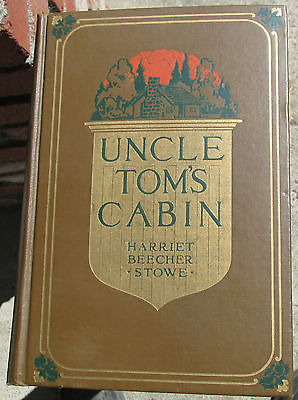 UNCLE
TOM'S
CABIN
HARRIET
BEECHER
·STOWE·